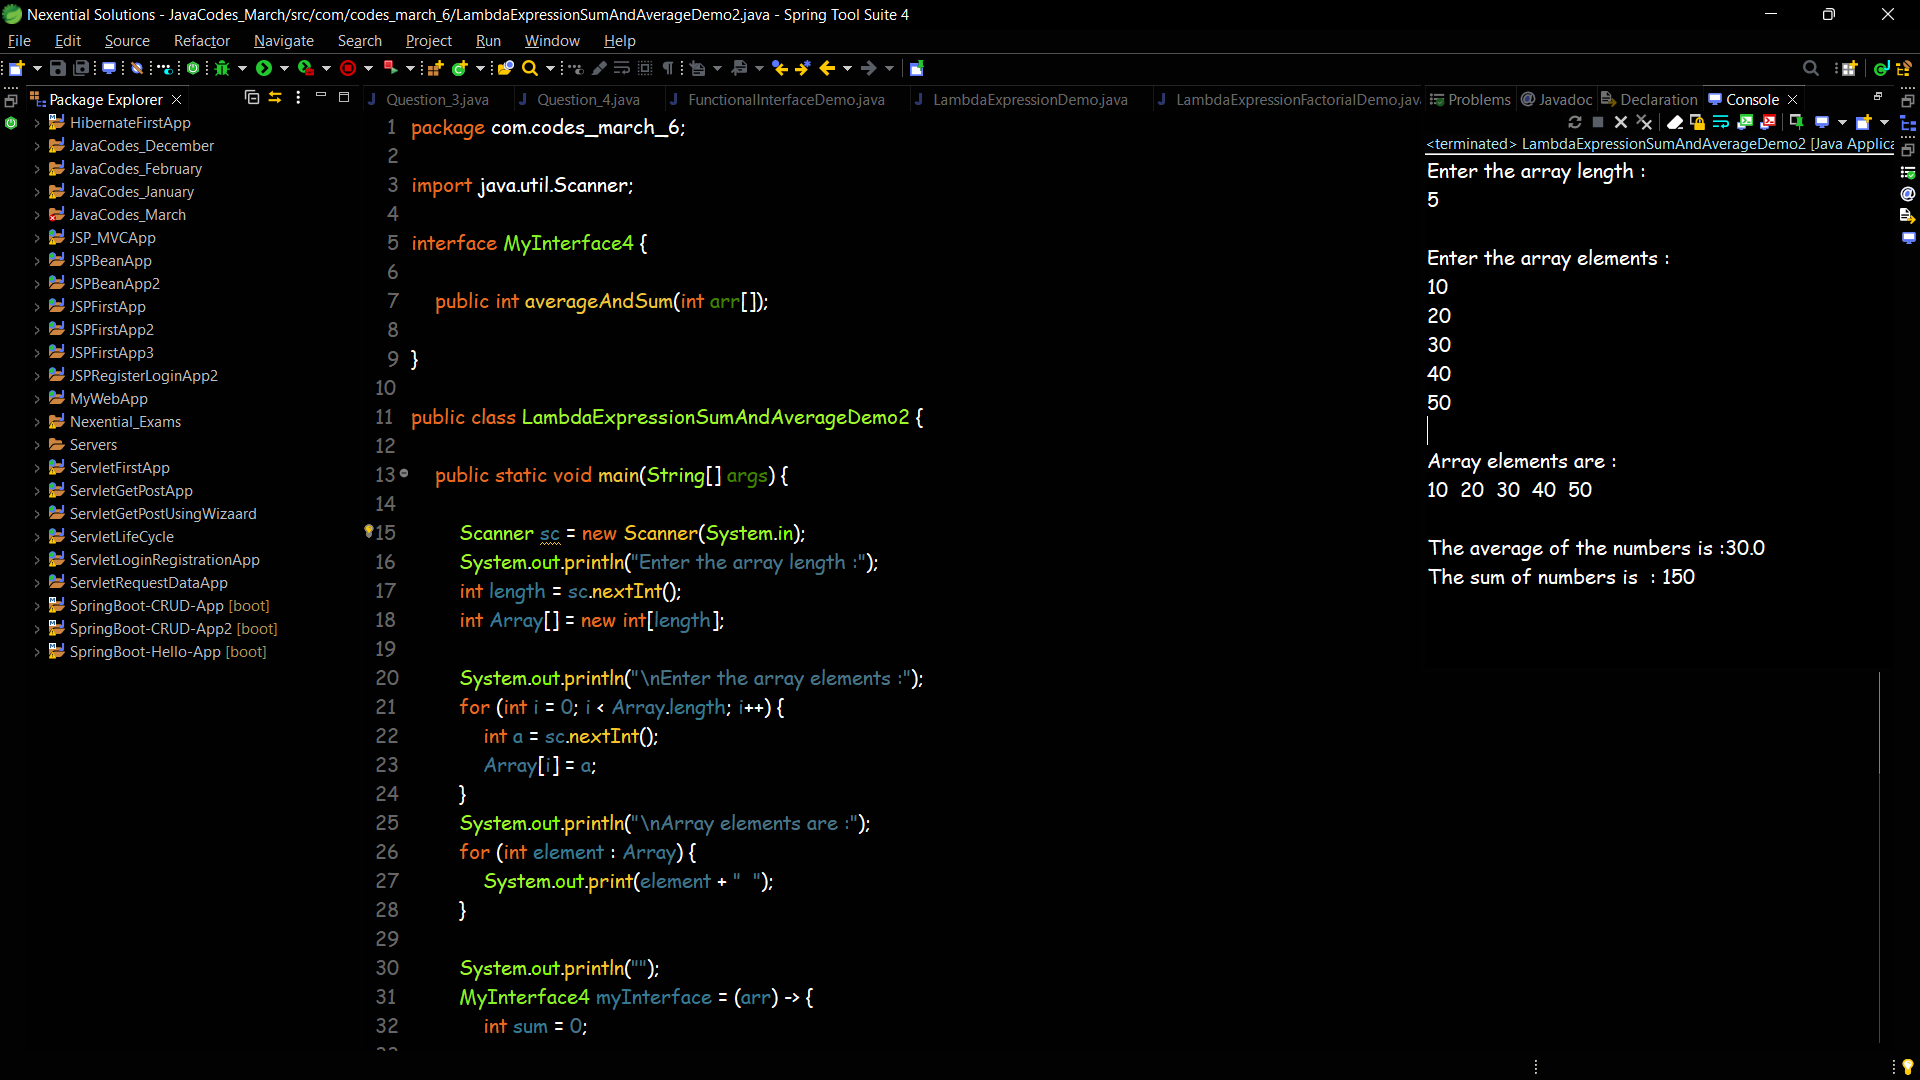 Nexential Solutions - JavaCodes_March/src/com/codes_march_6/LambdaExpressionSumAndAverageDemo2.java - Spring Tool Suite 4
File Edit Source Refactor Navigate Search Project Run Window Help
Package Explorer
HibernateFirstApp
JavaCodes_December
JavaCodes_February
JavaCodes_January
JavaCodes_March
JSP_MVCApp
JSPBeanApp
JSPBeanApp2
JSPFirstApp
JSPFirstApp2
JSPFirstApp3
JSPRegisterLoginApp2
MyWebApp
Nexential_Exams
Servers
ServletFirstApp
ServletGetPostApp
ServletGetPostUsingWizaard
ServletLifeCycle
ServletLoginRegistrationApp
ServletRequestDataApp
SpringBoot-CRUD-App [boot]
SpringBoot-CRUD-App2 [boot]
SpringBoot-Hello-App [boot]
Question_3.java Question_4.java FunctionalInterfaceDemo.java LambdaExpressionDemo.java LambdaExpressionFactorialDemo.jav
1 package com.codes_march_6;
2
3 import java.util.Scanner;
4
5 interface MyInterface4 {
6
7 public int averageAndSum(int arr[]);
8
9 }
10
11 public class LambdaExpressionSumAndAverageDemo2 {
12
13 public static void main(String[] args) {
14
15 Scanner sc = new Scanner(System.in);
16 System.out.println("Enter the array length :");
17 int length = sc.nextInt();
18 int Array[] = new int[length];
19
20 System.out.println("\nEnter the array elements :");
21 for (int i = 0; i < Array.length; i++) {
22 int a = sc.nextInt();
23 Array[i] = a;
24 }
25 System.out.println("\nArray elements are :");
26 for (int element : Array) {
27 System.out.print(element + "  ");
28 }
29
30 System.out.println("");
31 MyInterface4 myInterface = (arr) -> {
32 int sum = 0;
Problems Javadoc Declaration Console
<terminated> LambdaExpressionSumAndAverageDemo2 [Java Applica
Enter the array length :
5
Enter the array elements :
10
20
30
40
50
Array elements are :
10 20 30 40 50
The average of the numbers is :30.0
The sum of numbers is  : 150